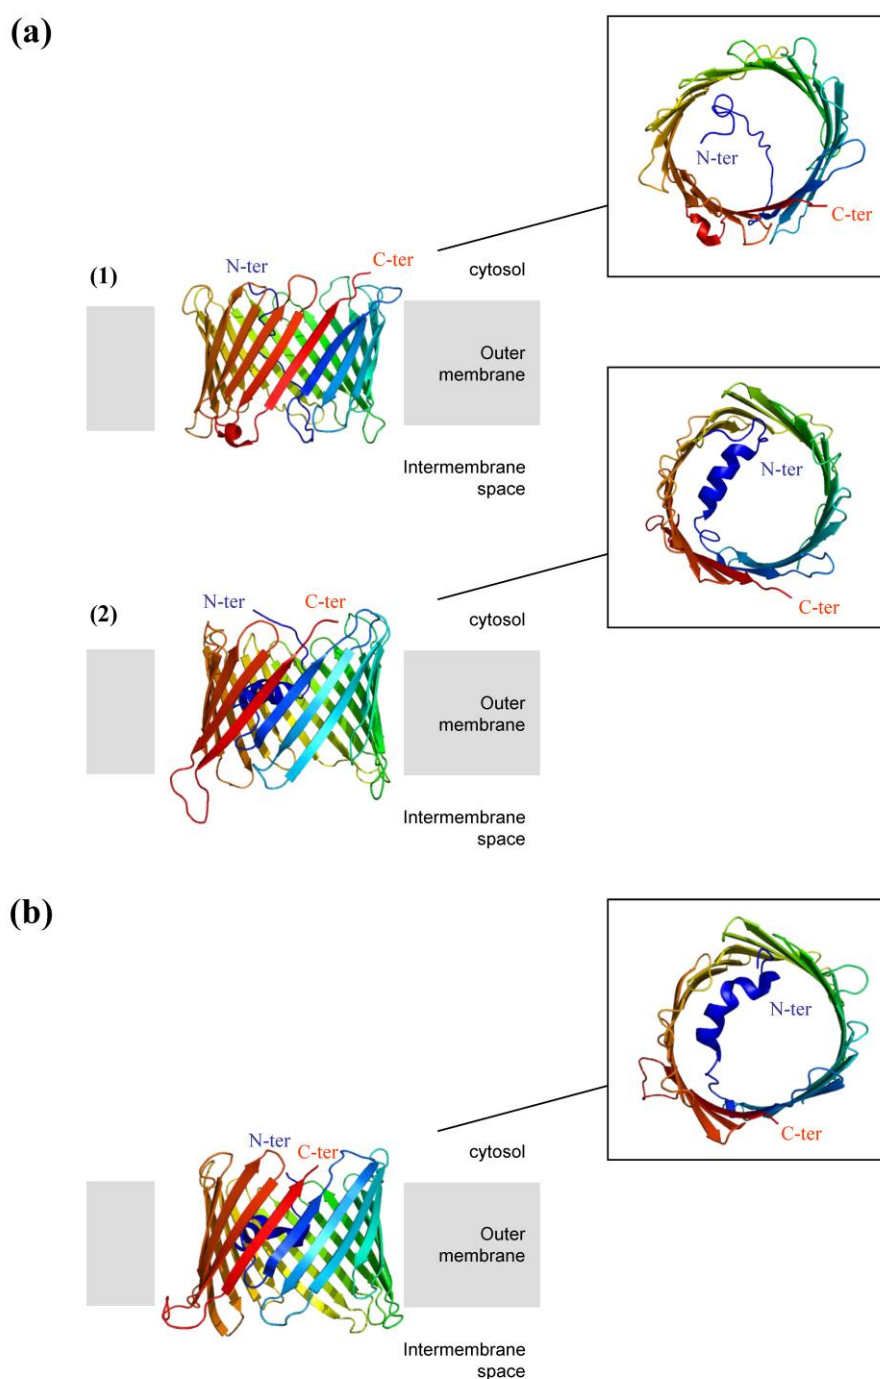 (a)
N-ter
C-ter
(1)
N-ter
C-ter
cytosol
Outer
membrane
Intermembrane
space
N-ter
C-ter
(2)
N-ter
C-ter
cytosol
Outer
membrane
Intermembrane
space
(b)
N-ter
C-ter
N-ter
C-ter
cytosol
Outer
membrane
Intermembrane
space